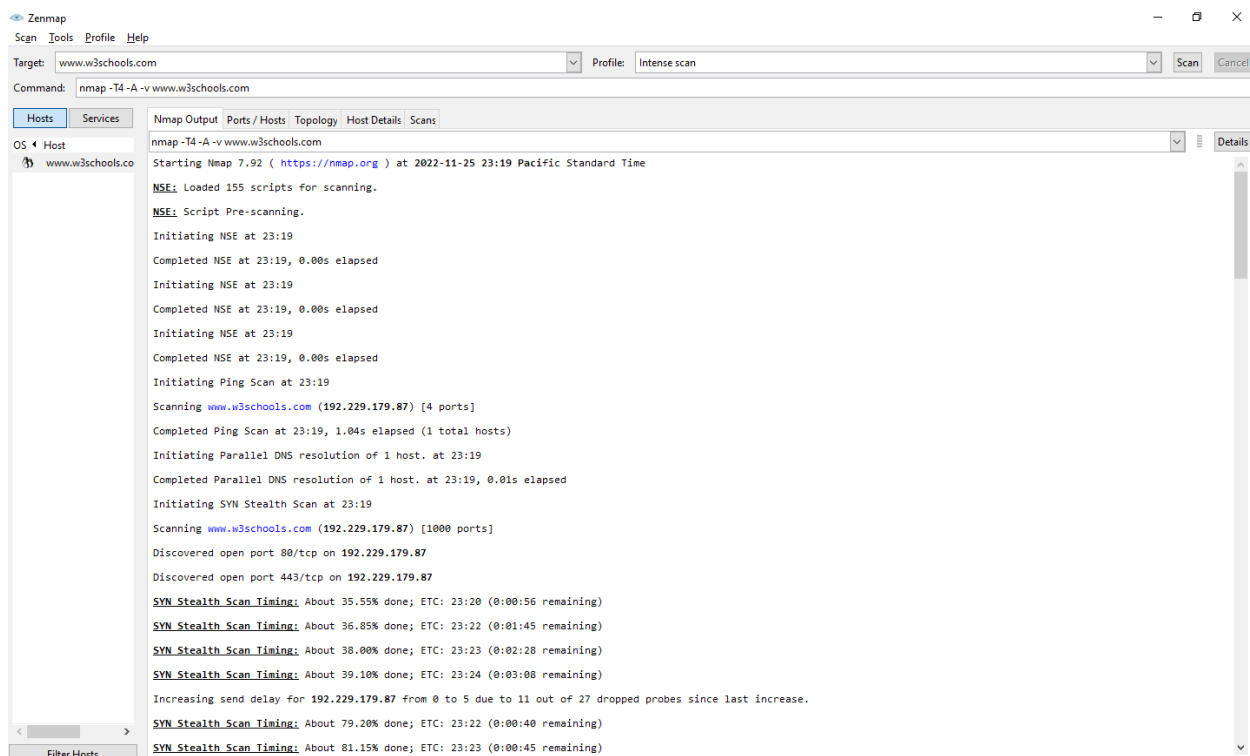 Zenmap
Scan Tools Profile Help
Target: www.w3schools.com Profile: Intense scan Scan Cancel
Command: nmap -T4 -A -v www.w3schools.com
Hosts Services Nmap Output Ports / Hosts Topology Host Details Scans
OS Host
nmap -T4 -A -v www.w3schools.com Details
www.w3schools.co
Starting Nmap 7.92 ( https://nmap.org ) at 2022-11-25 23:19 Pacific Standard Time
NSE: Loaded 155 scripts for scanning.
NSE: Script Pre-scanning.
Initiating NSE at 23:19
Completed NSE at 23:19, 0.00s elapsed
Initiating NSE at 23:19
Completed NSE at 23:19, 0.00s elapsed
Initiating NSE at 23:19
Completed NSE at 23:19, 0.00s elapsed
Initiating Ping Scan at 23:19
Scanning www.w3schools.com (192.229.179.87) [4 ports]
Completed Ping Scan at 23:19, 1.04s elapsed (1 total hosts)
Initiating Parallel DNS resolution of 1 host. at 23:19
Completed Parallel DNS resolution of 1 host. at 23:19, 0.01s elapsed
Initiating SYN Stealth Scan at 23:19
Scanning www.w3schools.com (192.229.179.87) [1000 ports]
Discovered open port 80/tcp on 192.229.179.87
Discovered open port 443/tcp on 192.229.179.87
SYN Stealth Scan Timing: About 35.55% done; ETC: 23:20 (0:00:56 remaining)
SYN Stealth Scan Timing: About 36.85% done; ETC: 23:22 (0:01:45 remaining)
SYN Stealth Scan Timing: About 38.00% done; ETC: 23:23 (0:02:28 remaining)
SYN Stealth Scan Timing: About 39.10% done; ETC: 23:24 (0:03:08 remaining)
Increasing send delay for 192.229.179.87 from 0 to 5 due to 11 out of 27 dropped probes since last increase.
SYN Stealth Scan Timing: About 79.20% done; ETC: 23:22 (0:00:40 remaining)
SYN Stealth Scan Timing: About 81.15% done; ETC: 23:23 (0:00:45 remaining)
Filter Hosts